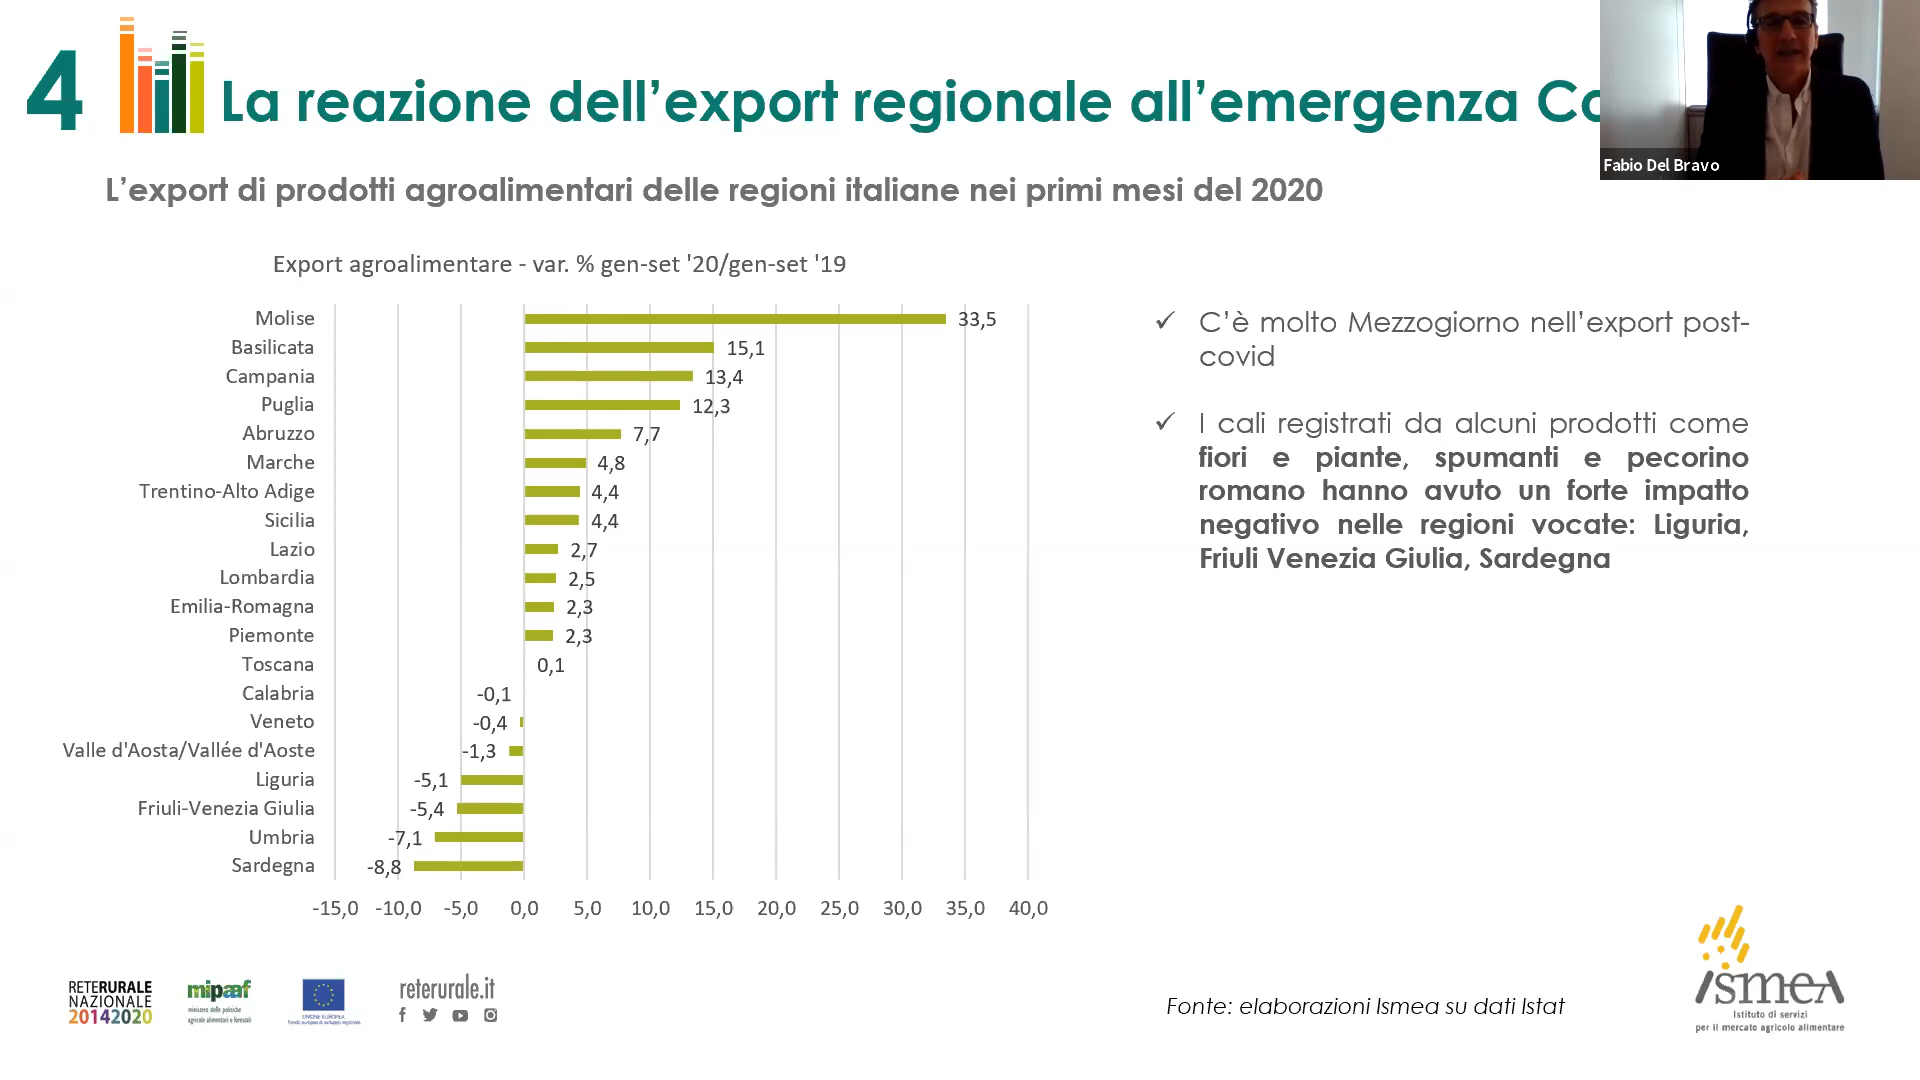 4
La reazione dell'export regionale all'emergenza Co
Fabio Del Bravo
L'export di prodotti agroalimentari delle regioni italiane nei primi mesi del 2020
Export agroalimentare - var. % gen-set '20/gen-set '19
Molise 33,5
Basilicata 15,1
Campania 13,4
Puglia 12,3
Abruzzo 7,7
Marche 4,8
Trentino-Alto Adige 4,4
Sicilia 4,4
Lazio 2,7
Lombardia 2,5
Emilia-Romagna 2,3
Piemonte 2,3
Toscana 0,1
Calabria -0,1
Veneto -0,4
Valle d'Aosta/Vallée d'Aoste -1,3
Liguria -5,1
Friuli-Venezia Giulia -5,4
Umbria -7,1
Sardegna -8,8
-15,0 -10,0 -5,0 0,0 5,0 10,0 15,0 20,0 25,0 30,0 35,0 40,0
✓ C'è molto Mezzogiorno nell'export post-
covid
✓ I cali registrati da alcuni prodotti come
fiori e piante, spumanti e pecorino
romano hanno avuto un forte impatto
negativo nelle regioni vocate: Liguria,
Friuli Venezia Giulia, Sardegna
RETERURALE
NAZIONALE
20142020
mipaaf
ministero delle politiche
agricole alimentari e forestali
UNIONE EUROPEA
Fondo europeo di sviluppo regionale
reterurale.it
Fonte: elaborazioni Ismea su dati Istat
ismea
Istituto di servizi
per il mercato agricolo alimentare